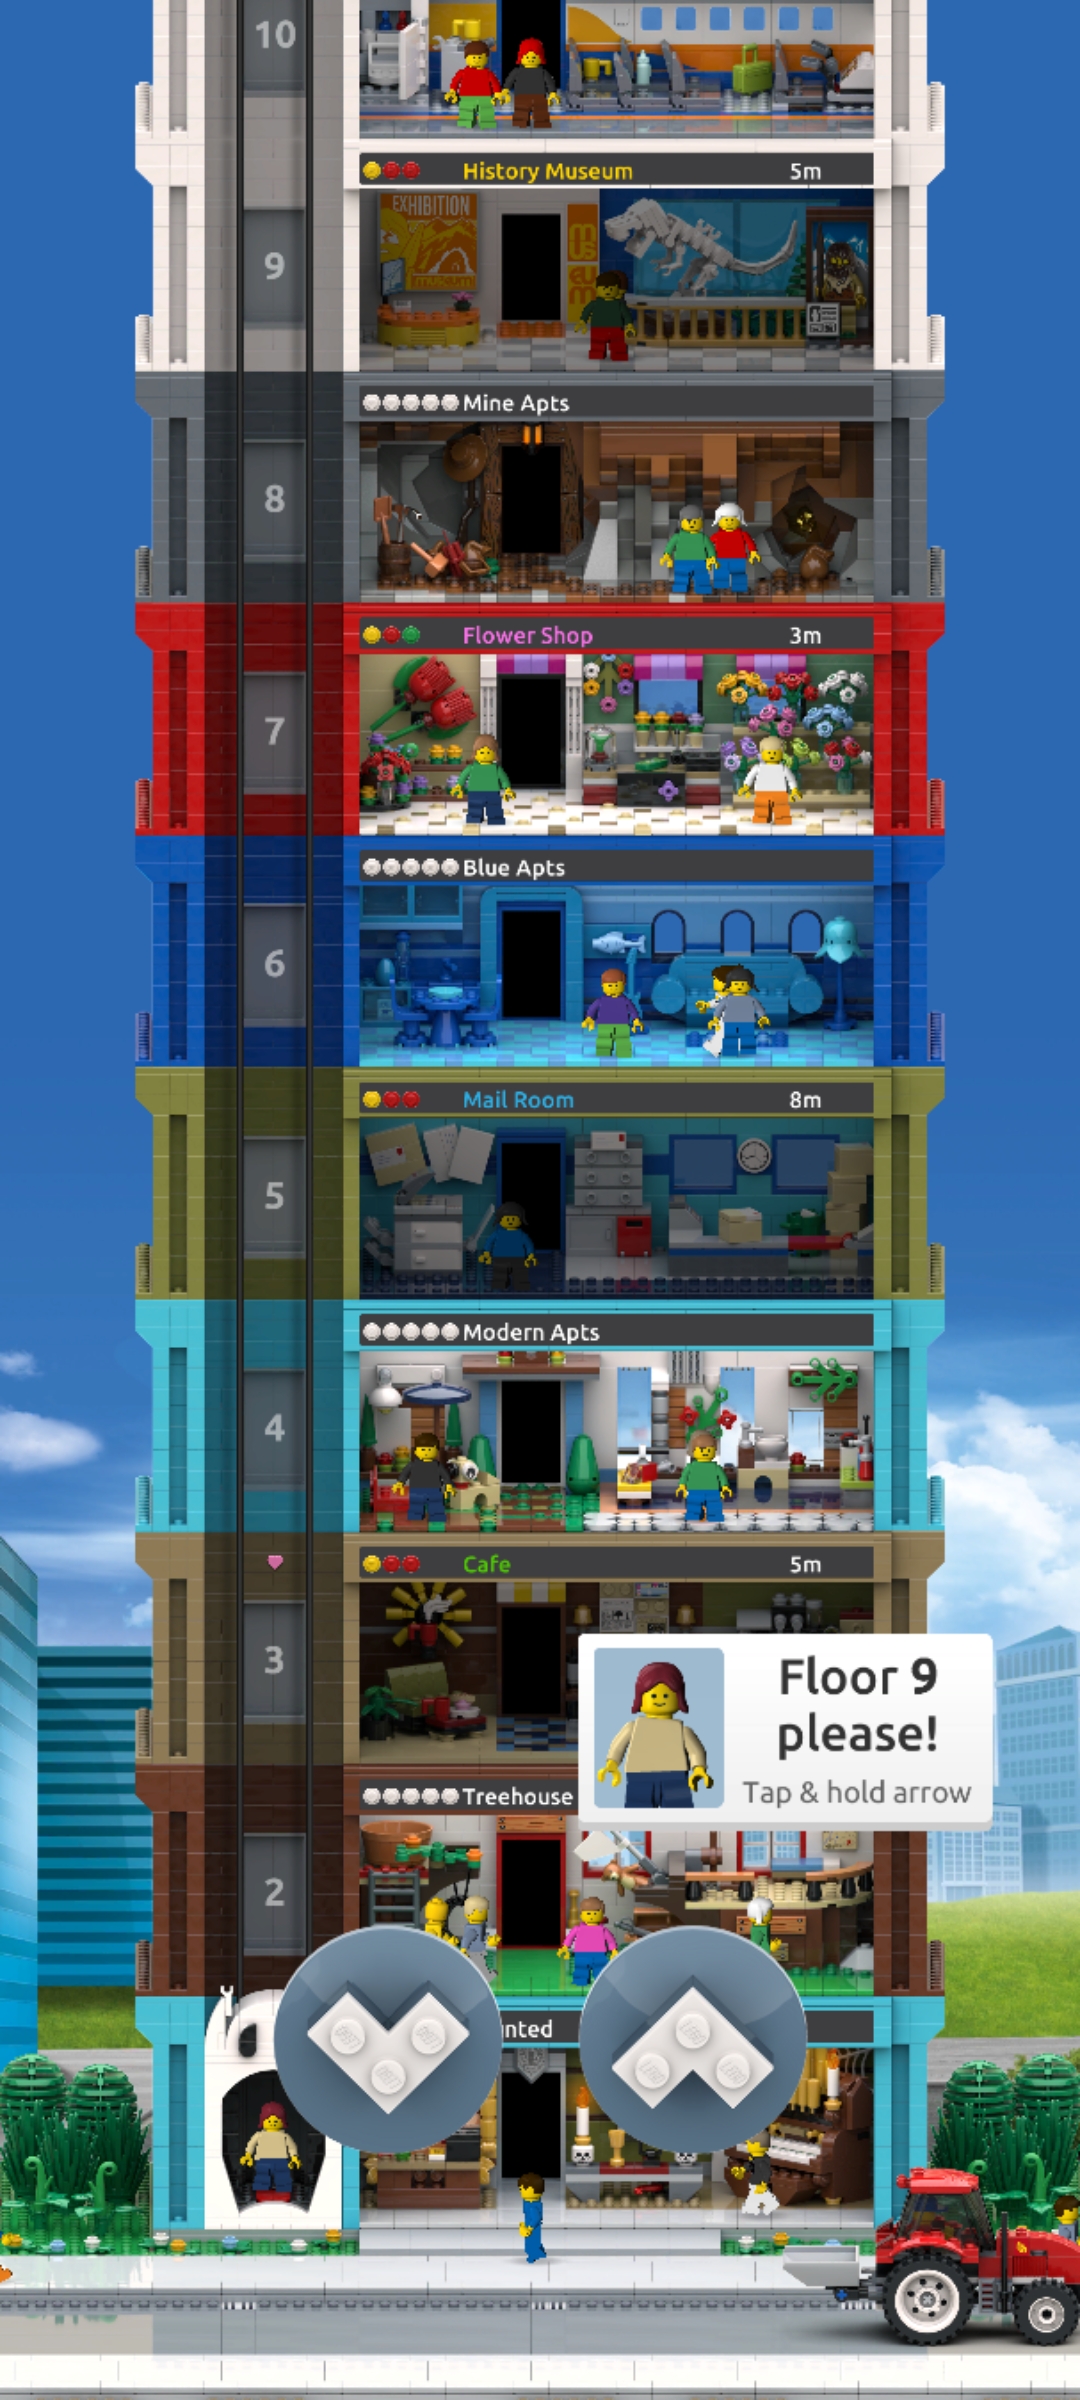 10
History Museum 5m
EXHIBITION
museum
9
Mine Apts
8
Flower Shop 3m
7
Blue Apts
6
Mail Room 8m
5
Modern Apts
4
Cafe 5m
3
Floor 9
please!
Tap & hold arrow
Treehouse
2
nted